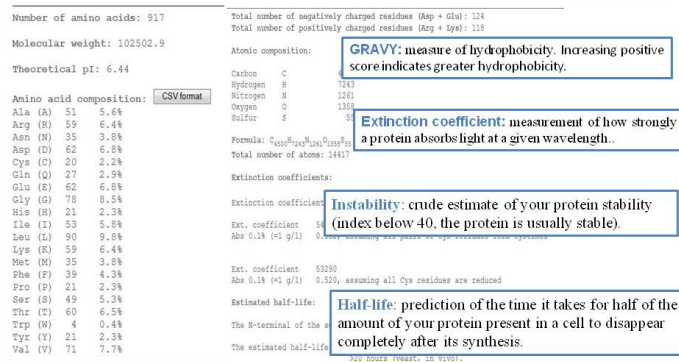 Number of amino acids: 917
Molecular weight: 102502.9
Theoretical pI: 6.44
Amino acid composition: CSV format
Ala (A) 51 5.6%
Arg (R) 59 6.4%
Asn (N) 35 3.8%
Asp (D) 62 6.8%
Cys (C) 20 2.2%
Gln (Q) 27 2.9%
Glu (E) 62 6.8%
Gly (G) 78 8.5%
His (H) 21 2.3%
Ile (I) 53 5.8%
Leu (L) 90 9.8%
Lys (K) 59 6.4%
Met (M) 35 3.8%
Phe (F) 39 4.3%
Pro (P) 21 2.3%
Ser (S) 49 5.3%
Thr (T) 60 6.5%
Trp (W) 4 0.4%
Tyr (Y) 21 2.3%
Val (V) 71 7.7%
Total number of negatively charged residues (Asp + Glu): 124
Total number of positively charged residues (Arg + Lys): 118
Atomic composition:
Carbon C
Hydrogen H 7243
Nitrogen N 1261
Oxygen O 1358
Sulfur S 55
Formula: C4500H7243N1261O1358S55
Total number of atoms: 14417
Extinction coefficients:
Extinction coefficient
Ext. coefficient
Abs 0.1% (=1 g/l)
Ext. coefficient 53290
Abs 0.1% (=1 g/l) 0.520, assuming all Cys residues are reduced
Estimated half-life:
The N-terminal of the
The estimated half-life
GRAVY: measure of hydrophobicity. Increasing positive
score indicates greater hydrophobicity.
Extinction coefficient: measurement of how strongly
a protein absorbs light at a given wavelength..
Instability: crude estimate of your protein stability
(index below 40, the protein is usually stable).
Half-life: prediction of the time it takes for half of the
amount of your protein present in a cell to disappear
completely after its synthesis.